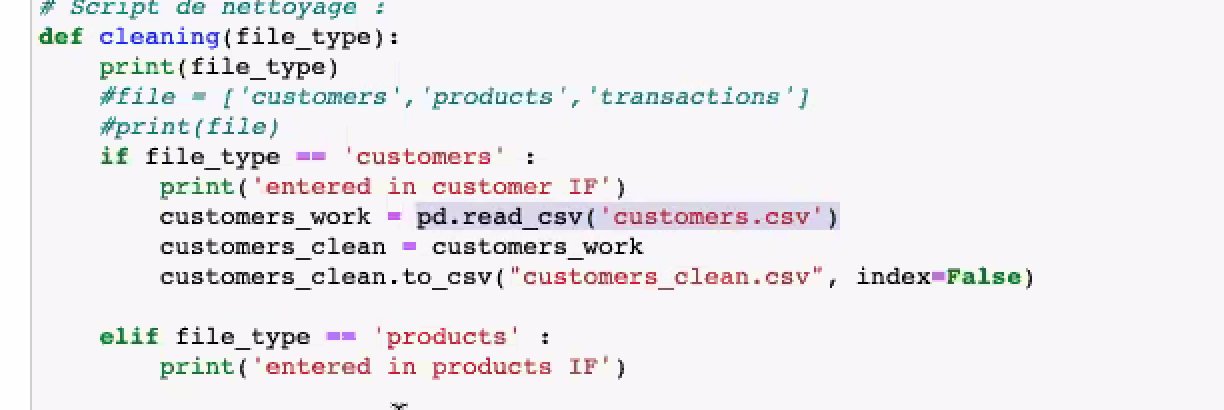 # Script de nettoyage :
def cleaning(file_type):
    print(file_type)
    #file = ['customers','products','transactions']
    #print(file)
    if file_type == 'customers' :
        print('entered in customer IF')
        customers_work = pd.read_csv('customers.csv')
        customers_clean = customers_work
        customers_clean.to_csv("customers_clean.csv", index=False)
    elif file_type == 'products' :
        print('entered in products IF')